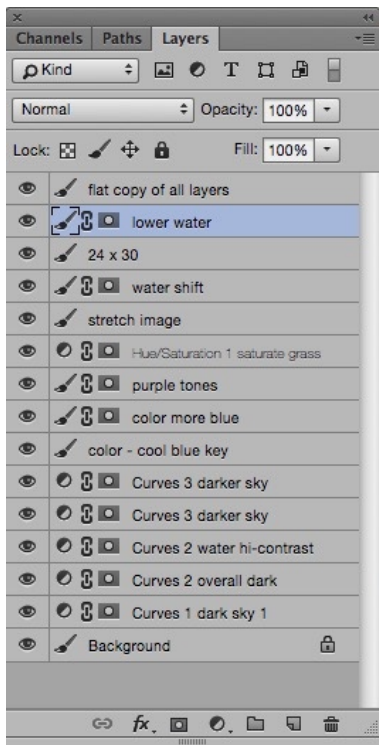 Channels Paths Layers
Kind T
Normal Opacity: 100%
Lock: Fill: 100%
flat copy of all layers
lower water
24 x 30
water shift
stretch image
Hue/Saturation 1 saturate grass
purple tones
color more blue
color - cool blue key
Curves 3 darker sky
Curves 3 darker sky
Curves 2 water hi-contrast
Curves 2 overall dark
Curves 1 dark sky 1
Background
fx